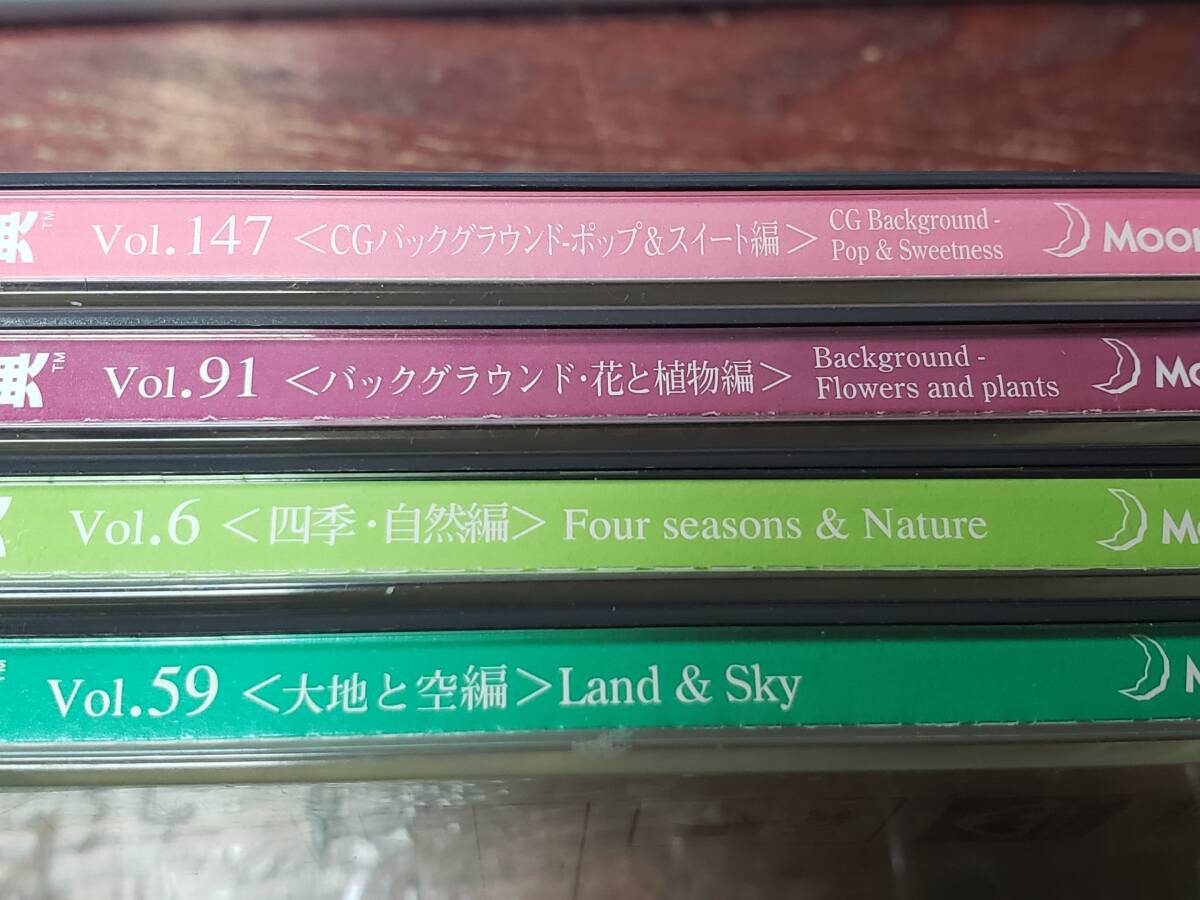 Vol.147 <CGバックグラウンド-ポップ&スイート編> CG Background -
Pop & Sweetness
TM
Vol.91 <バックグラウンド・花と植物編> Background -
Flowers and plants
TM
Vol.6 <四季・自然編> Four seasons & Nature
Vol.59 <大地と空編> Land & Sky